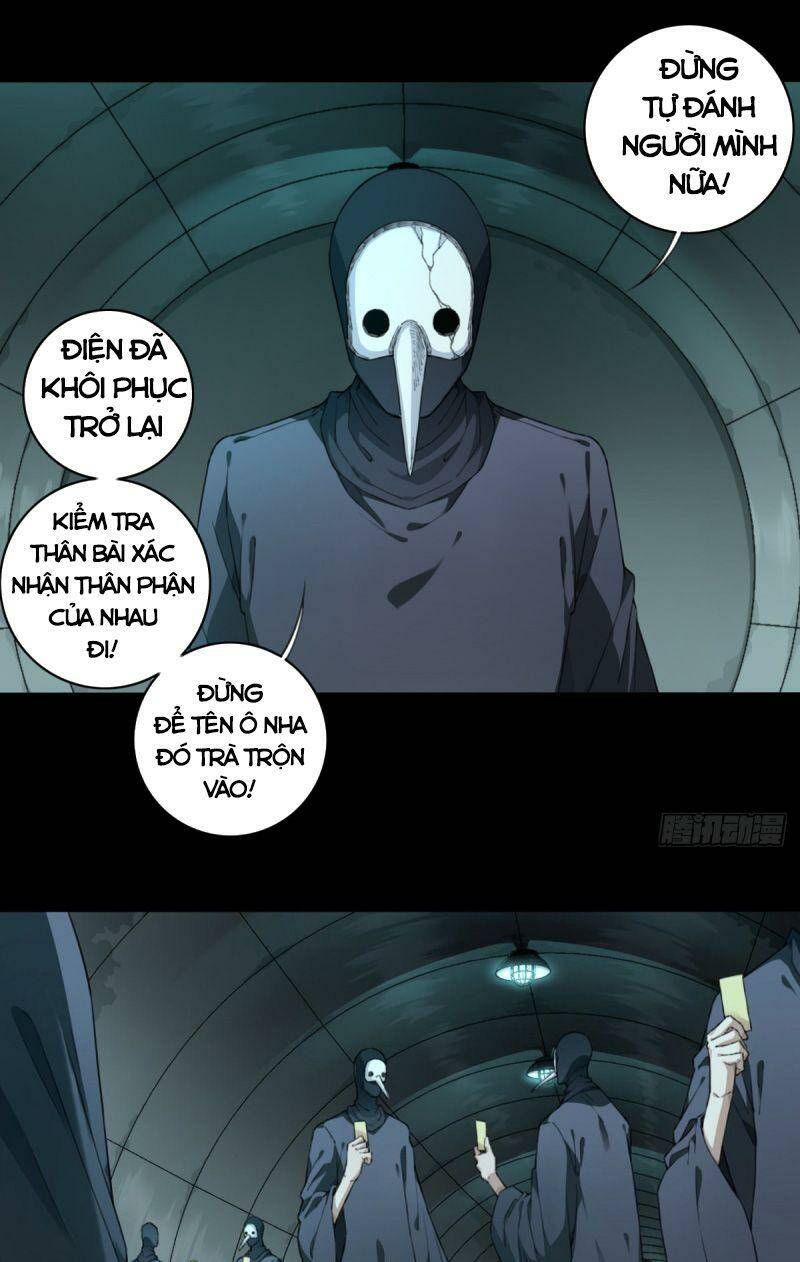 ĐỪNG
TỰ ĐÁNH
NGƯỜI MÌNH
NỮA!
ĐIỆN ĐÃ
KHÔI PHỤC
TRỞ LẠI
KIỂM TRA
THÂN BÀI XÁC
NHẬN THÂN PHẬN
CỦA NHAU
ĐI!
ĐỪNG
ĐỂ TÊN Ô NHA
ĐÓ TRÀ TRỘN
VÀO!
腾讯动漫